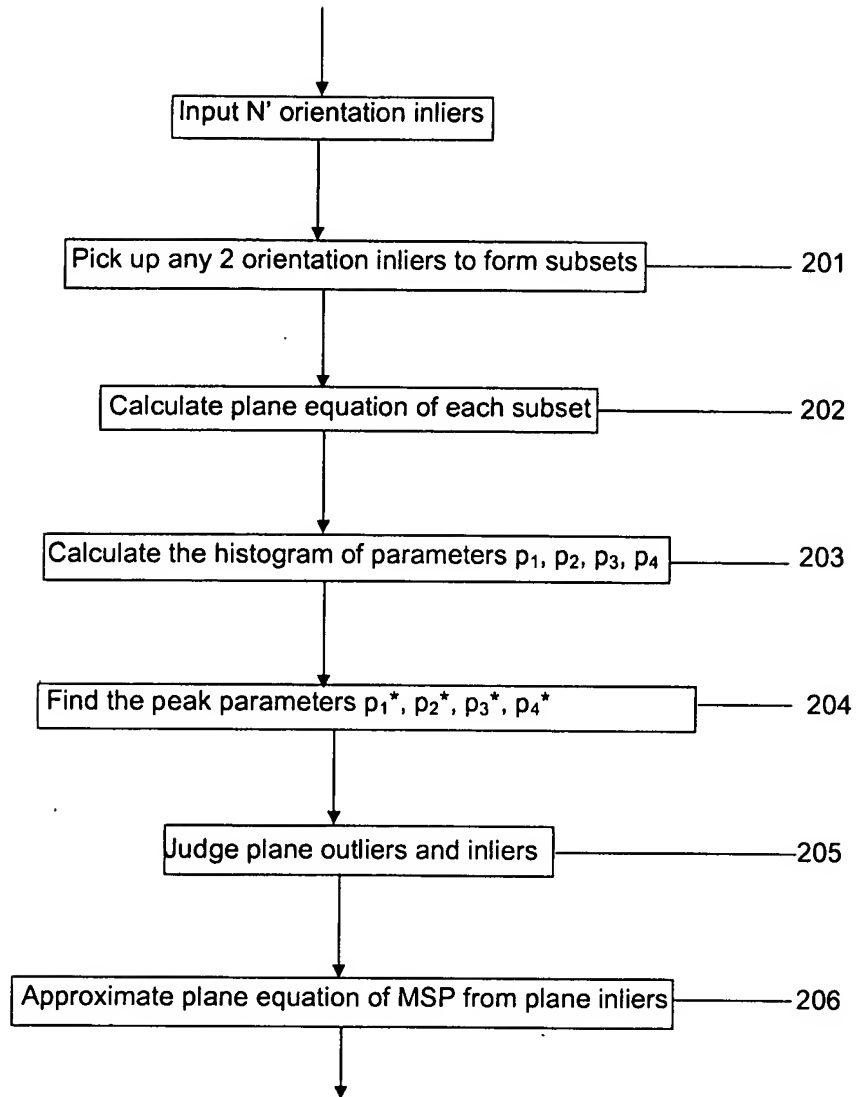 Input N' orientation inliers
Pick up any 2 orientation inliers to form subsets 201
Calculate plane equation of each subset 202
Calculate the histogram of parameters p₁, p₂, p₃, p₄ 203
Find the peak parameters p₁*, p₂*, p₃*, p₄* 204
Judge plane outliers and inliers 205
Approximate plane equation of MSP from plane inliers 206